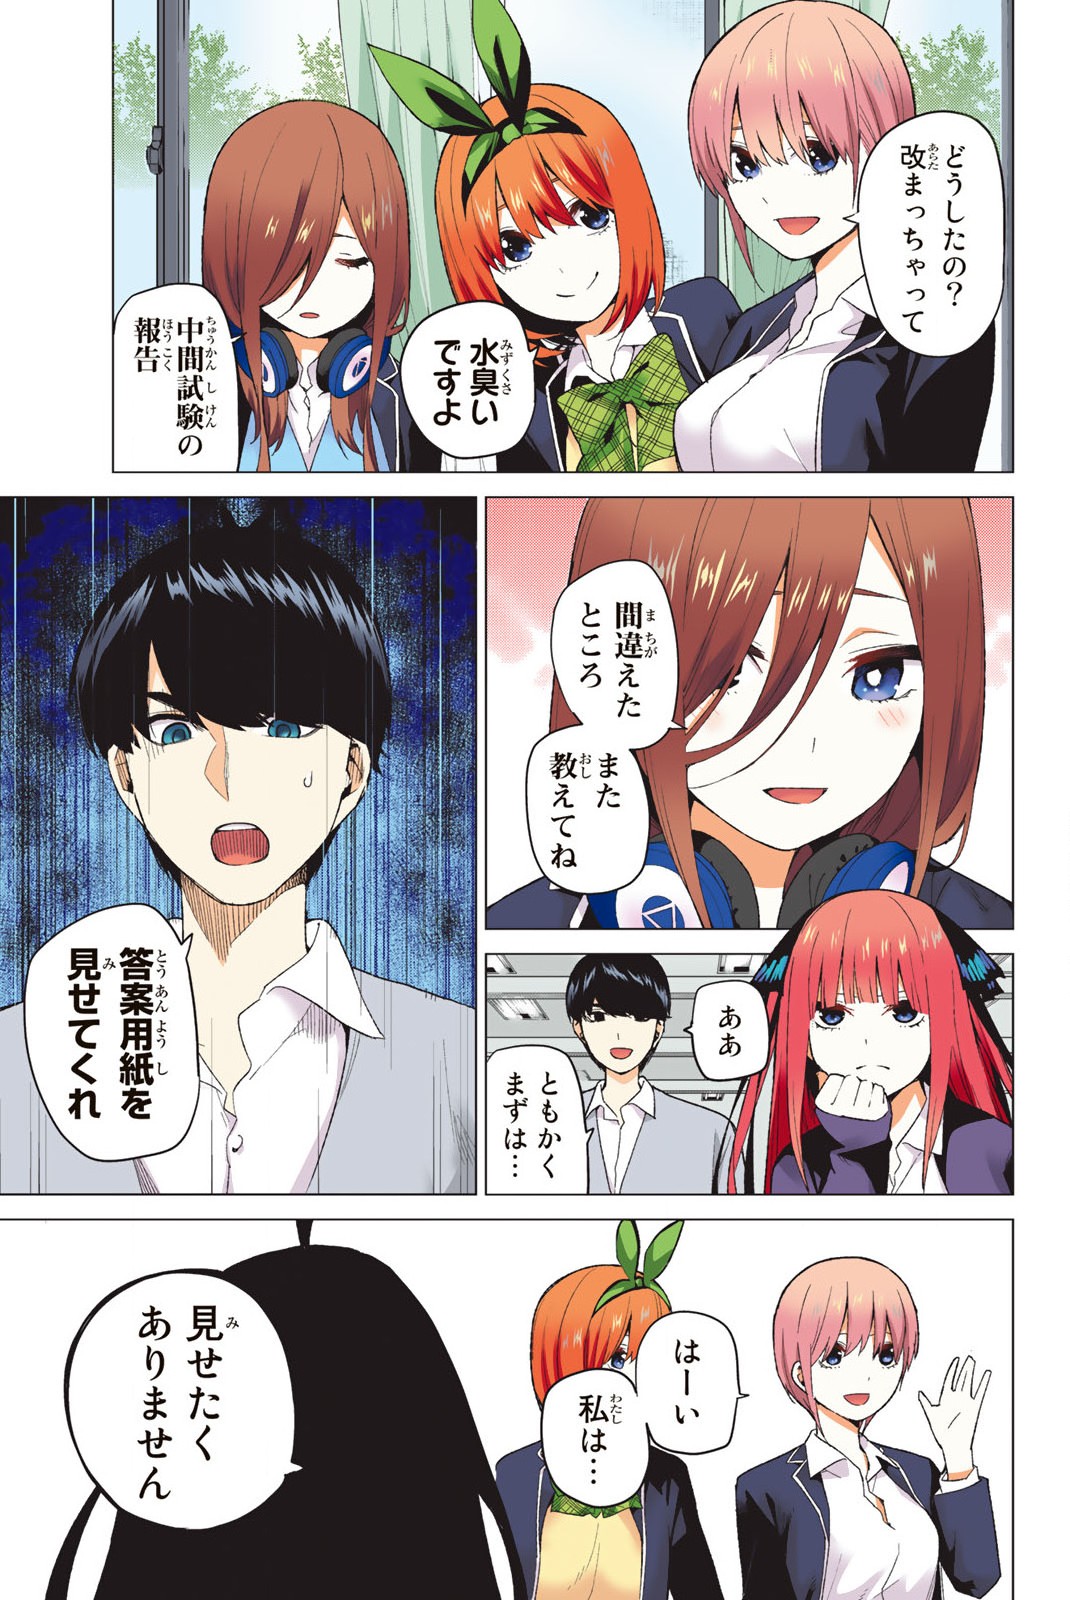 どうしたの？
改まっちゃって
水臭い
ですよ
中間試験の
報告
間違えた
ところ
また
教えてね
ああ
ともかく
まずは…
答案用紙を
見せてくれ
はーい
私は…
見せたく
ありません